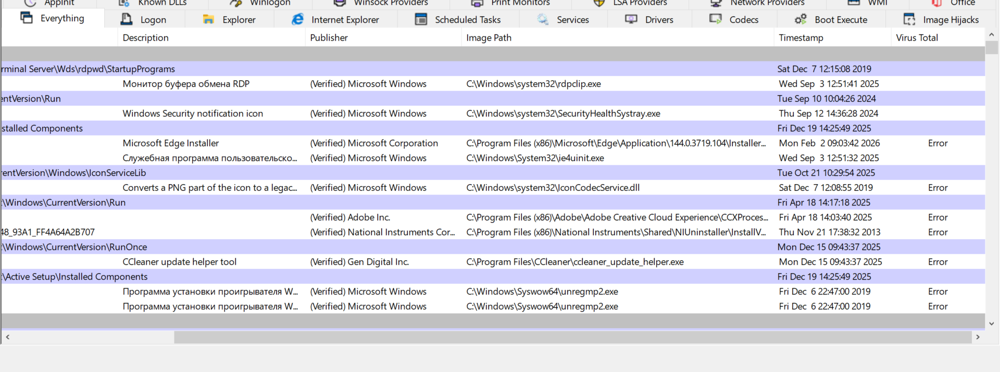 AppInit Known DLLs Winlogon Winsock Providers Print Monitors LSA Providers Network Providers WMI Office
Everything Logon Explorer Internet Explorer Scheduled Tasks Services Drivers Codecs Boot Execute Image Hijacks
Description Publisher Image Path Timestamp Virus Total
rminal Server\Wds\rdpwd\StartupPrograms Sat Dec 7 12:15:08 2019
Монитор буфера обмена RDP (Verified) Microsoft Windows C:\Windows\system32\rdpclip.exe Wed Sep 3 12:51:41 2025
entVersion\Run Tue Sep 10 10:04:26 2024
Windows Security notification icon (Verified) Microsoft Windows C:\Windows\system32\SecurityHealthSystray.exe Thu Sep 12 14:36:28 2024
stalled Components Fri Dec 19 14:25:49 2025
Microsoft Edge Installer (Verified) Microsoft Corporation C:\Program Files (x86)\Microsoft\Edge\Application\144.0.3719.104\Installer... Mon Feb 2 09:03:42 2026 Error
Служебная программа пользовательско... (Verified) Microsoft Windows C:\Windows\System32\ie4uinit.exe Wed Sep 3 12:51:32 2025
rentVersion\Windows\IconServiceLib Tue Oct 21 10:29:54 2025
Converts a PNG part of the icon to a legac... (Verified) Microsoft Windows C:\Windows\system32\IconCodecService.dll Sat Dec 7 12:08:55 2019 Error
t\Windows\CurrentVersion\Run Fri Apr 18 14:17:18 2025
(Verified) Adobe Inc. C:\Program Files (x86)\Adobe\Adobe Creative Cloud Experience\CCXProces... Fri Apr 18 14:03:40 2025 Error
48_93A1_FF4A64A2B707 (Verified) National Instruments Cor... C:\Program Files (x86)\National Instruments\Shared\NIUninstaller\InstallV... Thu Nov 21 17:38:32 2013 Error
t\Windows\CurrentVersion\RunOnce Mon Dec 15 09:43:37 2025
CCleaner update helper tool (Verified) Gen Digital Inc. C:\Program Files\CCleaner\ccleaner_update_helper.exe Mon Dec 15 09:43:37 2025 Error
t\Active Setup\Installed Components Fri Dec 19 14:25:49 2025
Программа установки проигрывателя W... (Verified) Microsoft Windows C:\Windows\Syswow64\unregmp2.exe Fri Dec 6 22:47:00 2019 Error
Программа установки проигрывателя W... (Verified) Microsoft Windows C:\Windows\Syswow64\unregmp2.exe Fri Dec 6 22:47:00 2019 Error